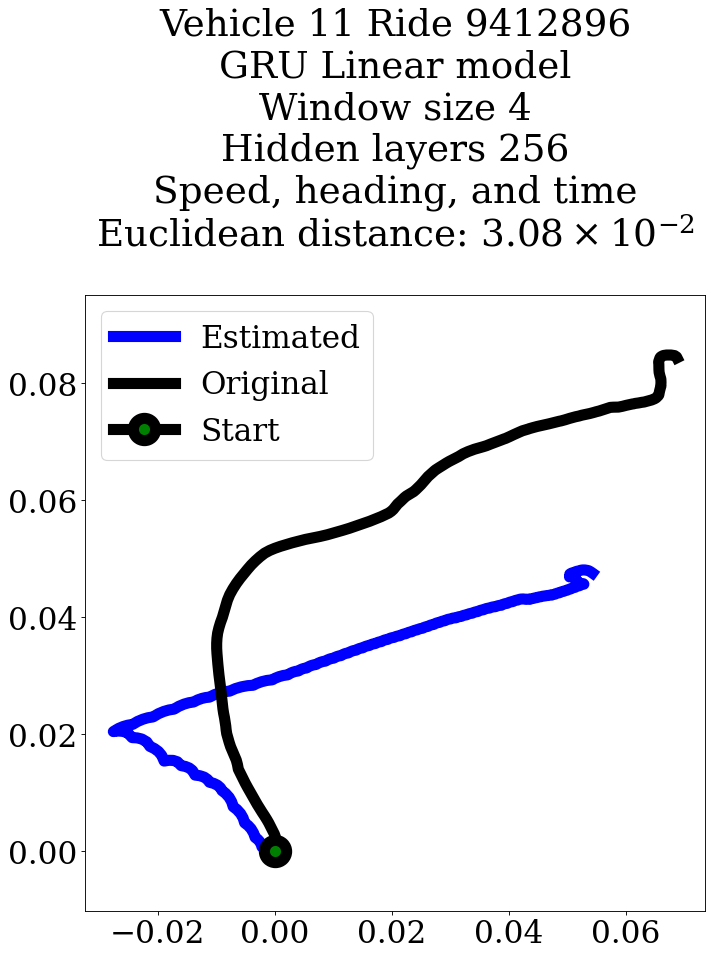 Vehicle 11 Ride 9412896
GRU Linear model
Window size 4
Hidden layers 256
Speed, heading, and time
Euclidean distance: 3.08 × 10⁻²
Estimated
Original
Start
0.08
0.06
0.04
0.02
0.00
−0.02 0.00 0.02 0.04 0.06